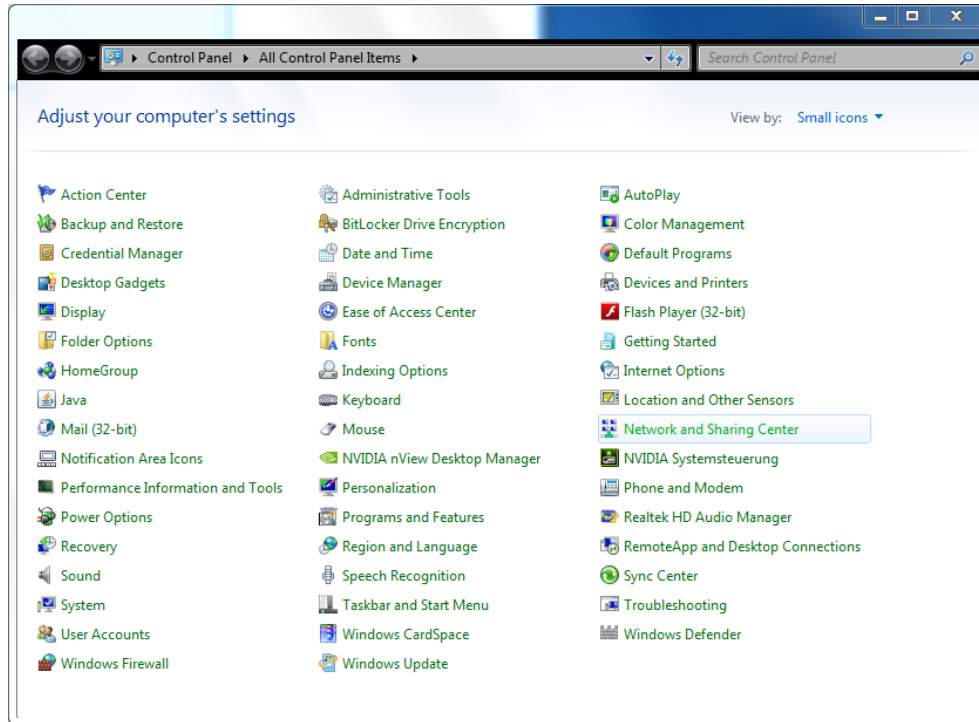 Control Panel ▸ All Control Panel Items ▸ Search Control Panel
Adjust your computer's settings View by: Small icons
Action Center Administrative Tools AutoPlay
Backup and Restore BitLocker Drive Encryption Color Management
Credential Manager Date and Time Default Programs
Desktop Gadgets Device Manager Devices and Printers
Display Ease of Access Center Flash Player (32-bit)
Folder Options Fonts Getting Started
HomeGroup Indexing Options Internet Options
Java Keyboard Location and Other Sensors
Mail (32-bit) Mouse Network and Sharing Center
Notification Area Icons NVIDIA nView Desktop Manager NVIDIA Systemsteuerung
Performance Information and Tools Personalization Phone and Modem
Power Options Programs and Features Realtek HD Audio Manager
Recovery Region and Language RemoteApp and Desktop Connections
Sound Speech Recognition Sync Center
System Taskbar and Start Menu Troubleshooting
User Accounts Windows CardSpace Windows Defender
Windows Firewall Windows Update